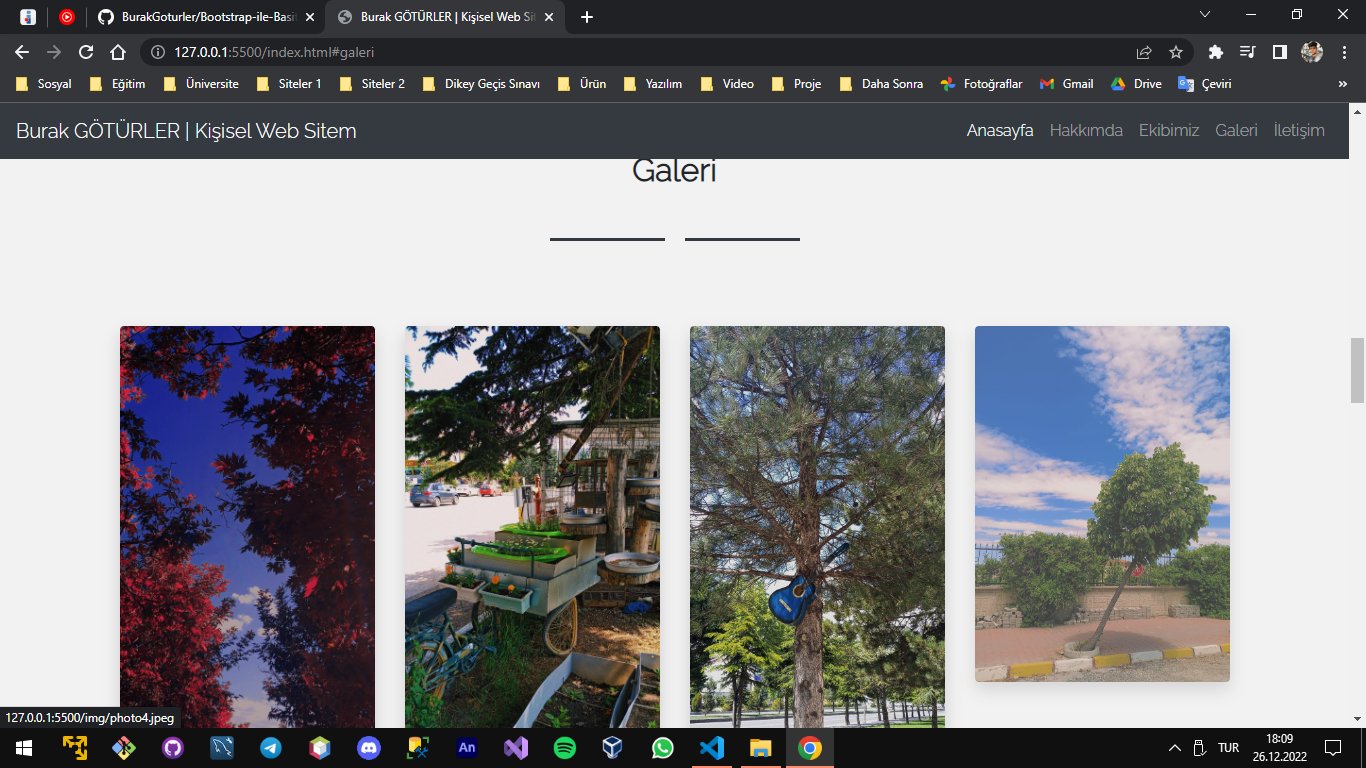 BurakGoturler/Bootstrap-ile-Basit
Burak GÖTÜRLER | Kişisel Web Sit
127.0.0.1:5500/index.html#galeri
Sosyal Eğitim Üniversite Siteler 1 Siteler 2 Dikey Geçiş Sınavı Ürün Yazılım Video Proje Daha Sonra Fotoğraflar Gmail Drive Çeviri »
Burak GÖTÜRLER | Kişisel Web Sitem
Anasayfa Hakkımda Ekibimiz Galeri İletişim
Galeri
127.0.0.1:5500/img/photo4.jpeg
An
TUR
18:09
26.12.2022